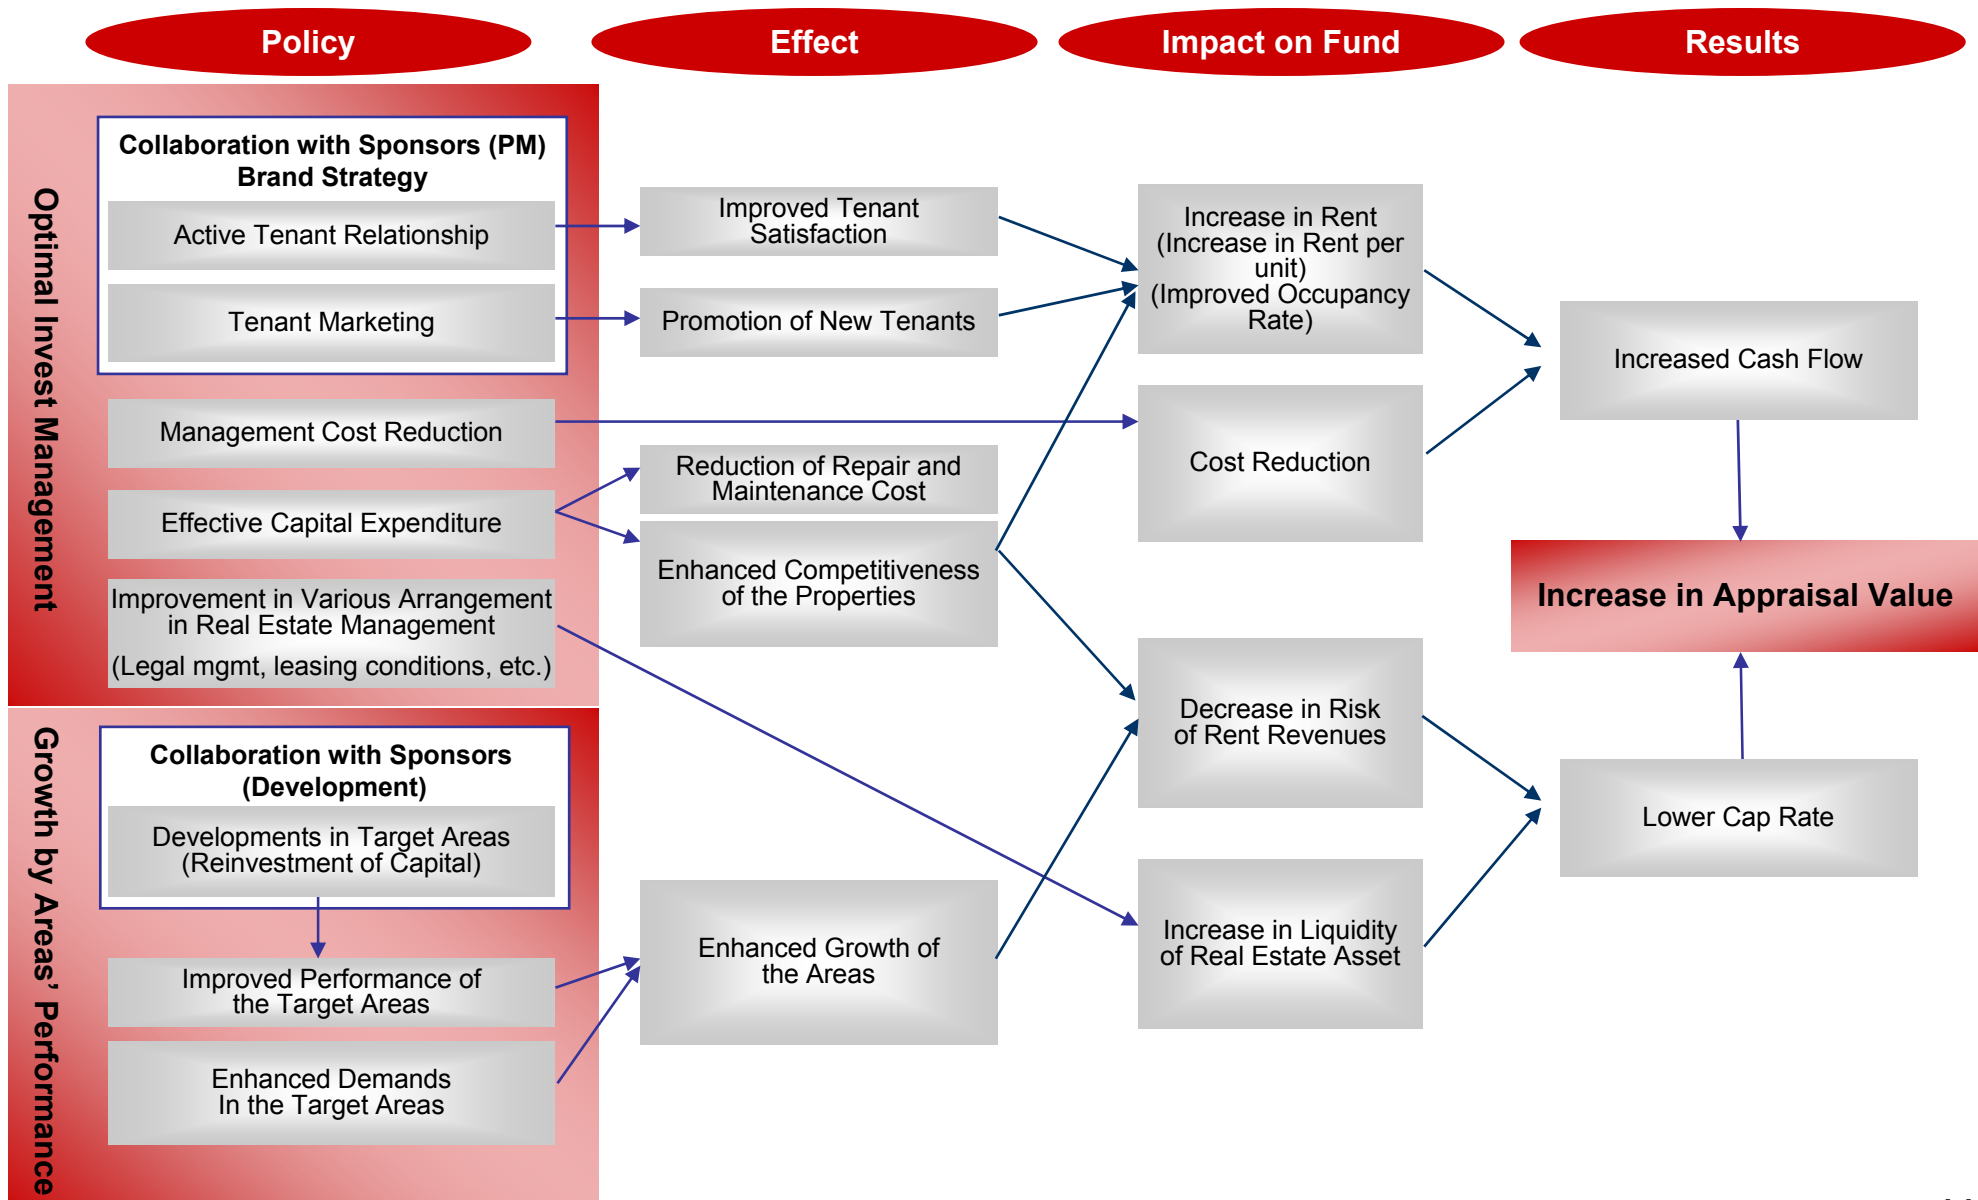 Policy
Effect
Impact on Fund
Results
Optimal Invest Management
Collaboration with Sponsors (PM)
Brand Strategy
Active Tenant Relationship
Tenant Marketing
Management Cost Reduction
Effective Capital Expenditure
Improvement in Various Arrangement
in Real Estate Management
(Legal mgmt, leasing conditions, etc.)
Growth by Areas’ Performance
Collaboration with Sponsors
(Development)
Developments in Target Areas
(Reinvestment of Capital)
Improved Performance of
the Target Areas
Enhanced Demands
In the Target Areas
Improved Tenant
Satisfaction
Promotion of New Tenants
Reduction of Repair and
Maintenance Cost
Enhanced Competitiveness
of the Properties
Enhanced Growth of
the Areas
Increase in Rent
(Increase in Rent per
unit)
(Improved Occupancy
Rate)
Cost Reduction
Decrease in Risk
of Rent Revenues
Increase in Liquidity
of Real Estate Asset
Increased Cash Flow
Increase in Appraisal Value
Lower Cap Rate